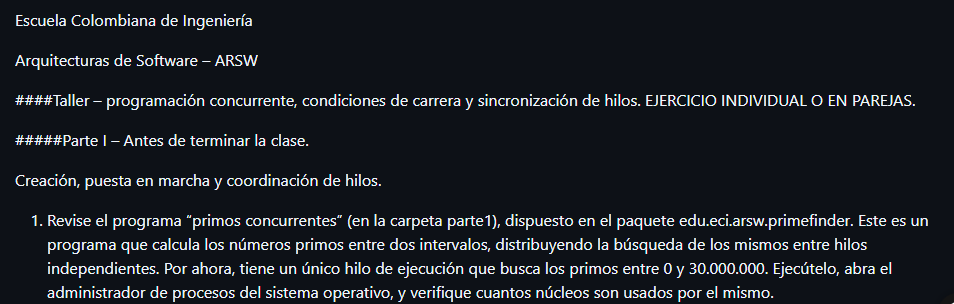 Escuela Colombiana de Ingeniería
Arquitecturas de Software – ARSW
####Taller – programación concurrente, condiciones de carrera y sincronización de hilos. EJERCICIO INDIVIDUAL O EN PAREJAS.
#####Parte I – Antes de terminar la clase.
Creación, puesta en marcha y coordinación de hilos.
1. Revise el programa “primos concurrentes” (en la carpeta parte1), dispuesto en el paquete edu.eci.arsw.primefinder. Este es un
programa que calcula los números primos entre dos intervalos, distribuyendo la búsqueda de los mismos entre hilos
independientes. Por ahora, tiene un único hilo de ejecución que busca los primos entre 0 y 30.000.000. Ejecútelo, abra el
administrador de procesos del sistema operativo, y verifique cuantos núcleos son usados por el mismo.